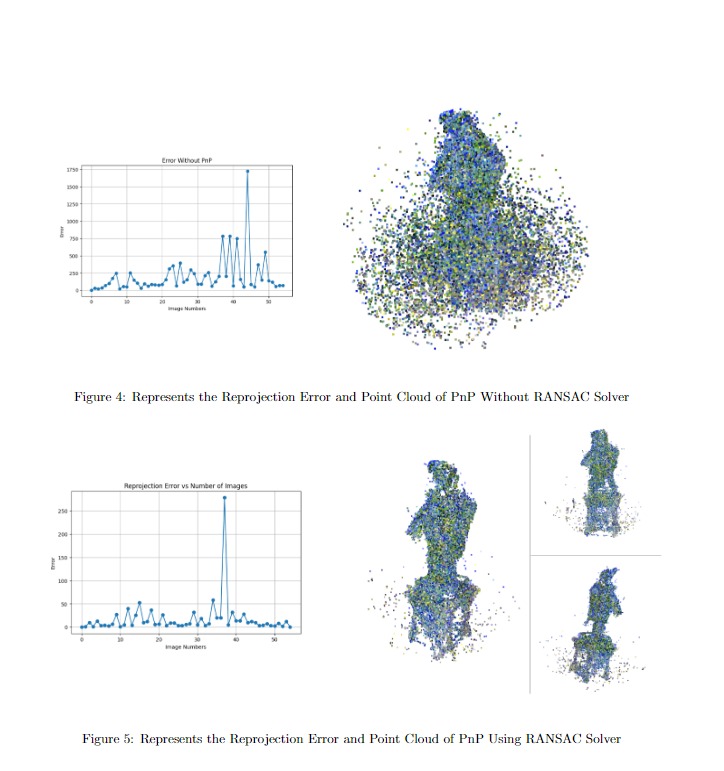 Error Without PnP
1750
1500
1250
1000
750
500
250
0
Error
0 10 20 30 40 50
Image Numbers
Figure 4: Represents the Reprojection Error and Point Cloud of PnP Without RANSAC Solver
Reprojection Error vs Number of Images
250
200
150
100
50
0
Error
0 10 20 30 40 50
Image Numbers
Figure 5: Represents the Reprojection Error and Point Cloud of PnP Using RANSAC Solver